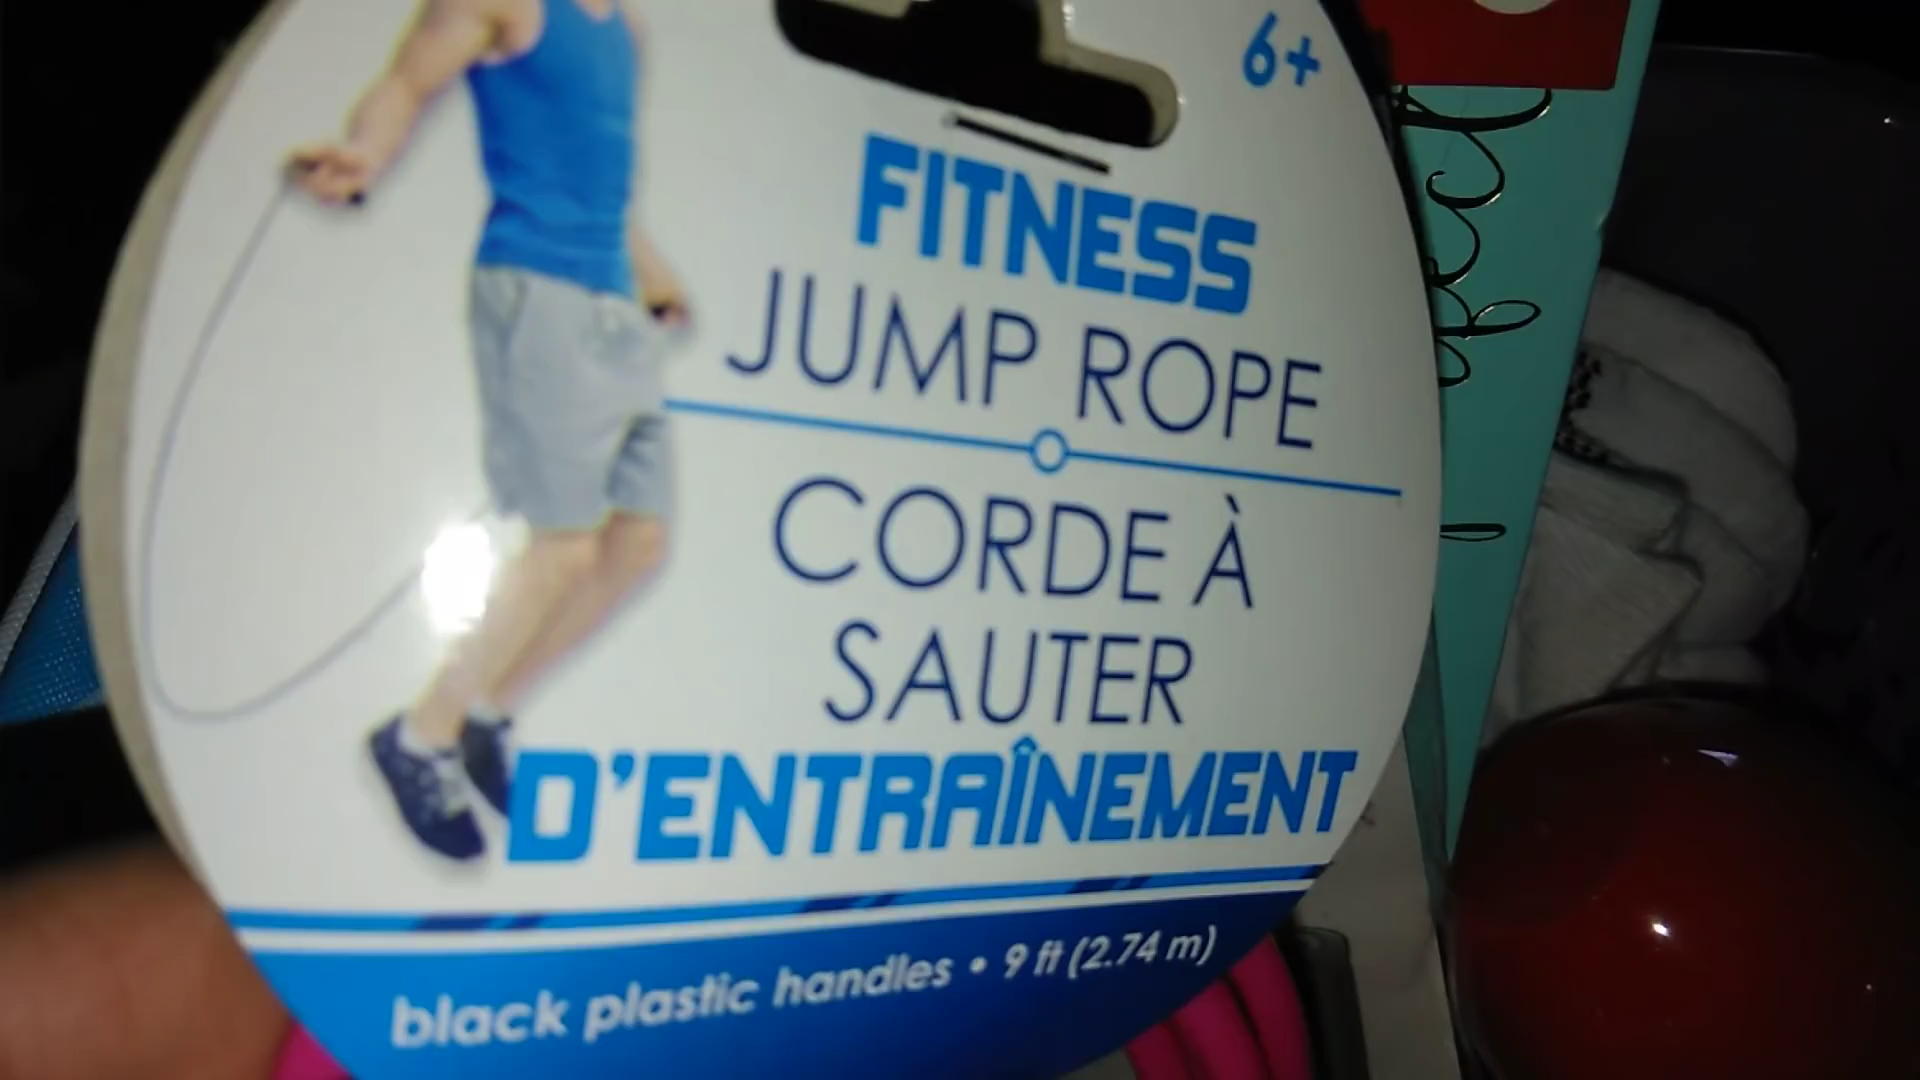 6+
FITNESS
JUMP ROPE
CORDE À
SAUTER
D'ENTRAÎNEMENT
black plastic handles • 9 ft (2.74 m)